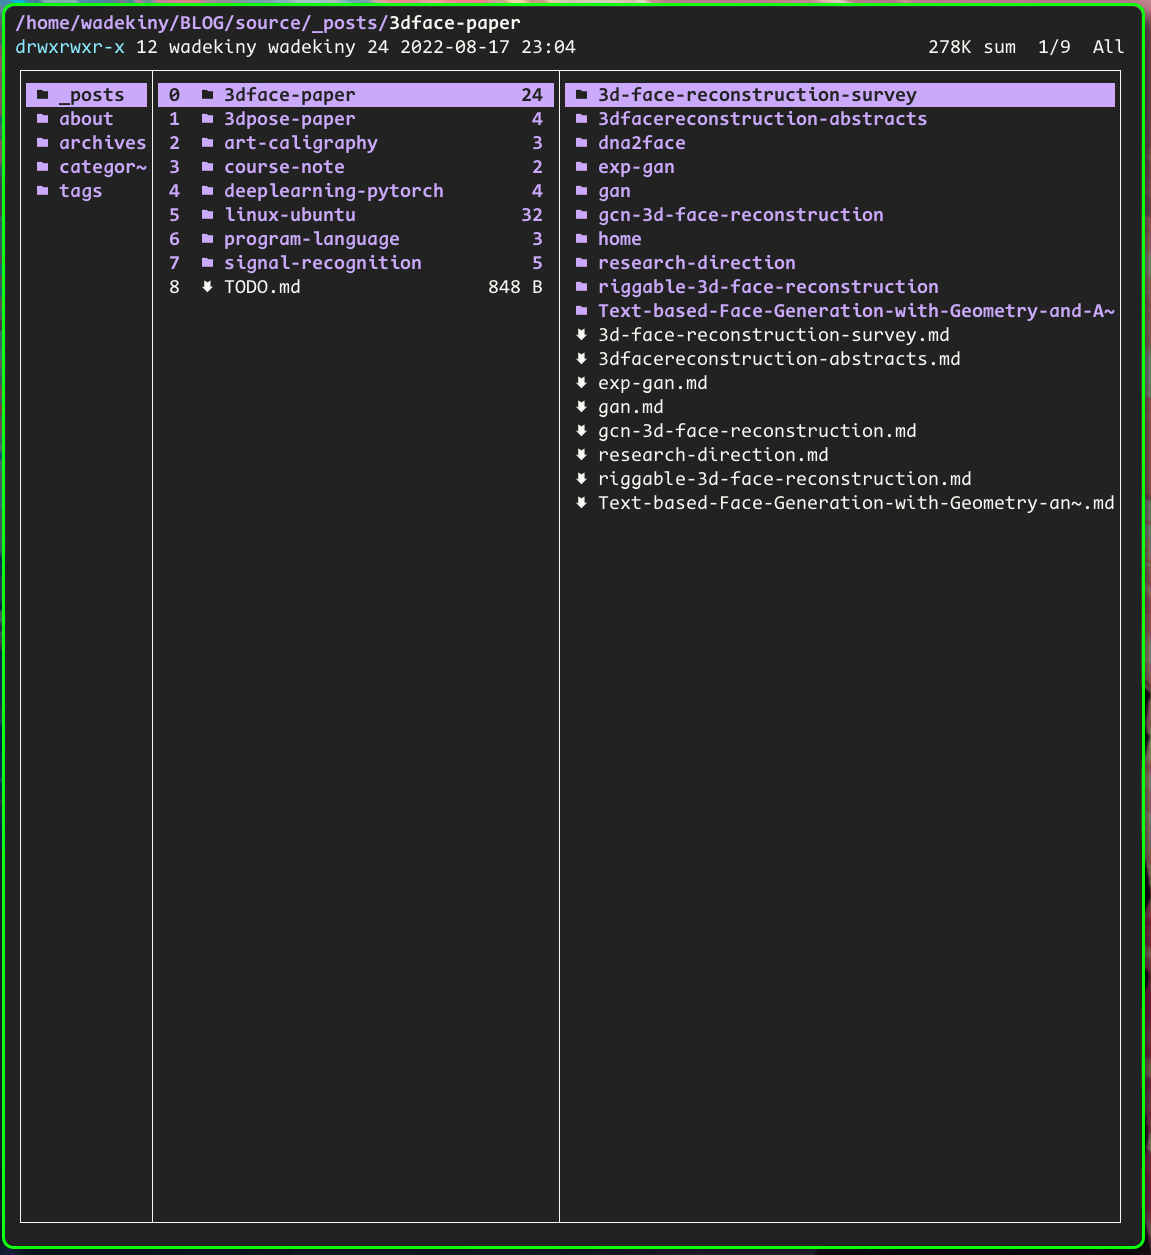 /home/wadekiny/BLOG/source/_posts/3dface-paper
drwxrwxr-x 12 wadekiny wadekiny 24 2022-08-17 23:04 278K sum 1/9 All
_posts
about
archives
categor~
tags
0 3dface-paper 24
1 3dpose-paper 4
2 art-caligraphy 3
3 course-note 2
4 deeplearning-pytorch 4
5 linux-ubuntu 32
6 program-language 3
7 signal-recognition 5
8 TODO.md 848 B
3d-face-reconstruction-survey
3dfacereconstruction-abstracts
dna2face
exp-gan
gan
gcn-3d-face-reconstruction
home
research-direction
riggable-3d-face-reconstruction
Text-based-Face-Generation-with-Geometry-and-A~
3d-face-reconstruction-survey.md
3dfacereconstruction-abstracts.md
exp-gan.md
gan.md
gcn-3d-face-reconstruction.md
research-direction.md
riggable-3d-face-reconstruction.md
Text-based-Face-Generation-with-Geometry-an~.md